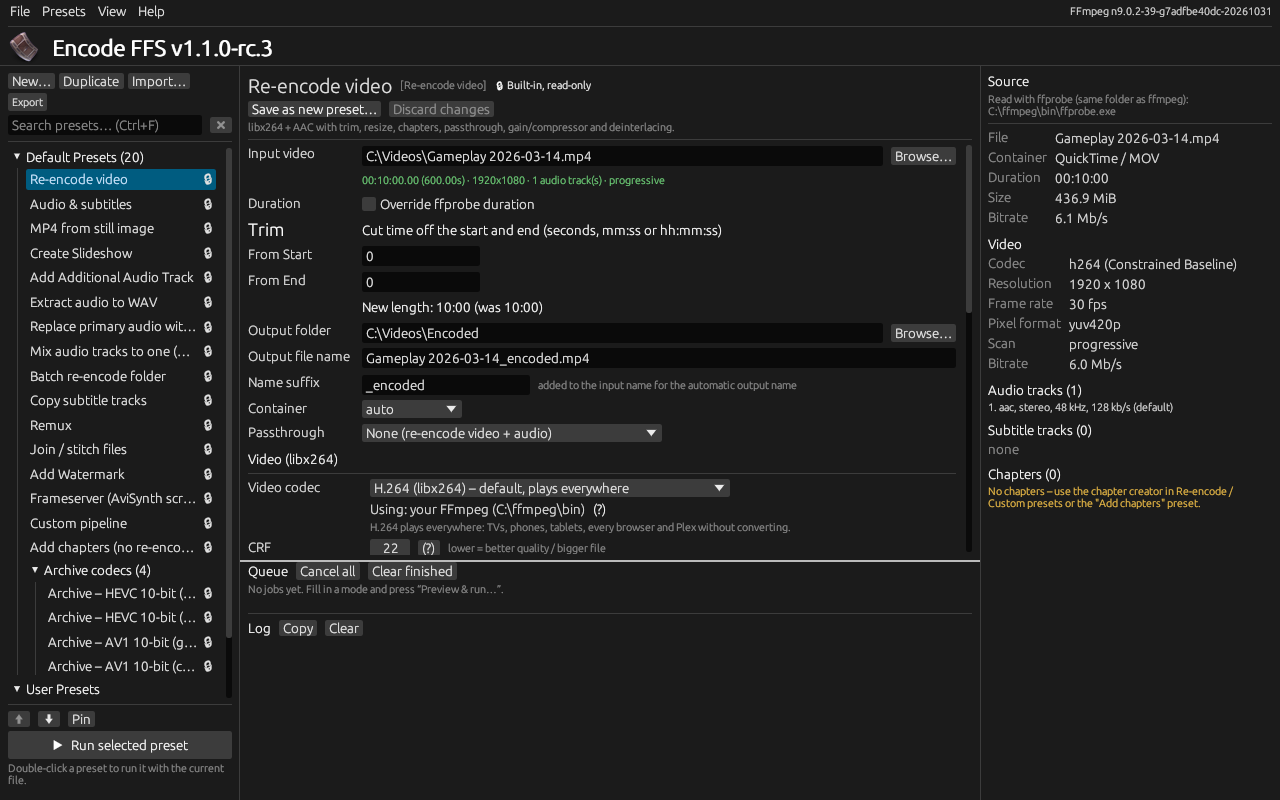 File Presets View Help
FFmpeg n9.0.2-39-g7adfbe40dc-20261031
Encode FFS v1.1.0-rc.3
New… Duplicate Import…
Export
Search presets… (Ctrl+F)
Default Presets (20)
Re-encode video
Audio & subtitles
MP4 from still image
Create Slideshow
Add Additional Audio Track
Extract audio to WAV
Replace primary audio wit…
Mix audio tracks to one (…
Batch re-encode folder
Copy subtitle tracks
Remux
Join / stitch files
Add Watermark
Frameserver (AviSynth scr…
Custom pipeline
Add chapters (no re-enco…
Archive codecs (4)
Archive – HEVC 10-bit (…
Archive – HEVC 10-bit (…
Archive – AV1 10-bit (g…
Archive – AV1 10-bit (c…
User Presets
Pin
Run selected preset
Double-click a preset to run it with the current
file.
Re-encode video [Re-encode video] Built-in, read-only
Save as new preset… Discard changes
libx264 + AAC with trim, resize, chapters, passthrough, gain/compressor and deinterlacing.
Input video C:\Videos\Gameplay 2026-03-14.mp4 Browse…
00:10:00.00 (600.00s) · 1920x1080 · 1 audio track(s) · progressive
Duration Override ffprobe duration
Trim Cut time off the start and end (seconds, mm:ss or hh:mm:ss)
From Start 0
From End 0
New length: 10:00 (was 10:00)
Output folder C:\Videos\Encoded Browse…
Output file name Gameplay 2026-03-14_encoded.mp4
Name suffix _encoded added to the input name for the automatic output name
Container auto
Passthrough None (re-encode video + audio)
Video (libx264)
Video codec H.264 (libx264) – default, plays everywhere
Using: your FFmpeg (C:\ffmpeg\bin) (?)
H.264 plays everywhere: TVs, phones, tablets, every browser and Plex without converting.
CRF 22 (?) lower = better quality / bigger file
Queue Cancel all Clear finished
No jobs yet. Fill in a mode and press "Preview & run…".
Log Copy Clear
Source
Read with ffprobe (same folder as ffmpeg):
C:\ffmpeg\bin\ffprobe.exe
File Gameplay 2026-03-14.mp4
Container QuickTime / MOV
Duration 00:10:00
Size 436.9 MiB
Bitrate 6.1 Mb/s
Video
Codec h264 (Constrained Baseline)
Resolution 1920 x 1080
Frame rate 30 fps
Pixel format yuv420p
Scan progressive
Bitrate 6.0 Mb/s
Audio tracks (1)
1. aac, stereo, 48 kHz, 128 kb/s (default)
Subtitle tracks (0)
none
Chapters (0)
No chapters – use the chapter creator in Re-encode /
Custom presets or the "Add chapters" preset.